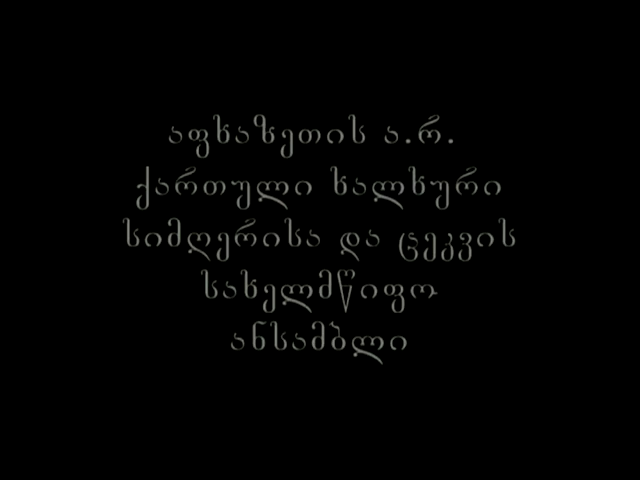 აფხაზეთის ა.რ.
ქართული ხალხური
სიმღერისა და ცეკვის
სახელმწიფო
ანსამბლი